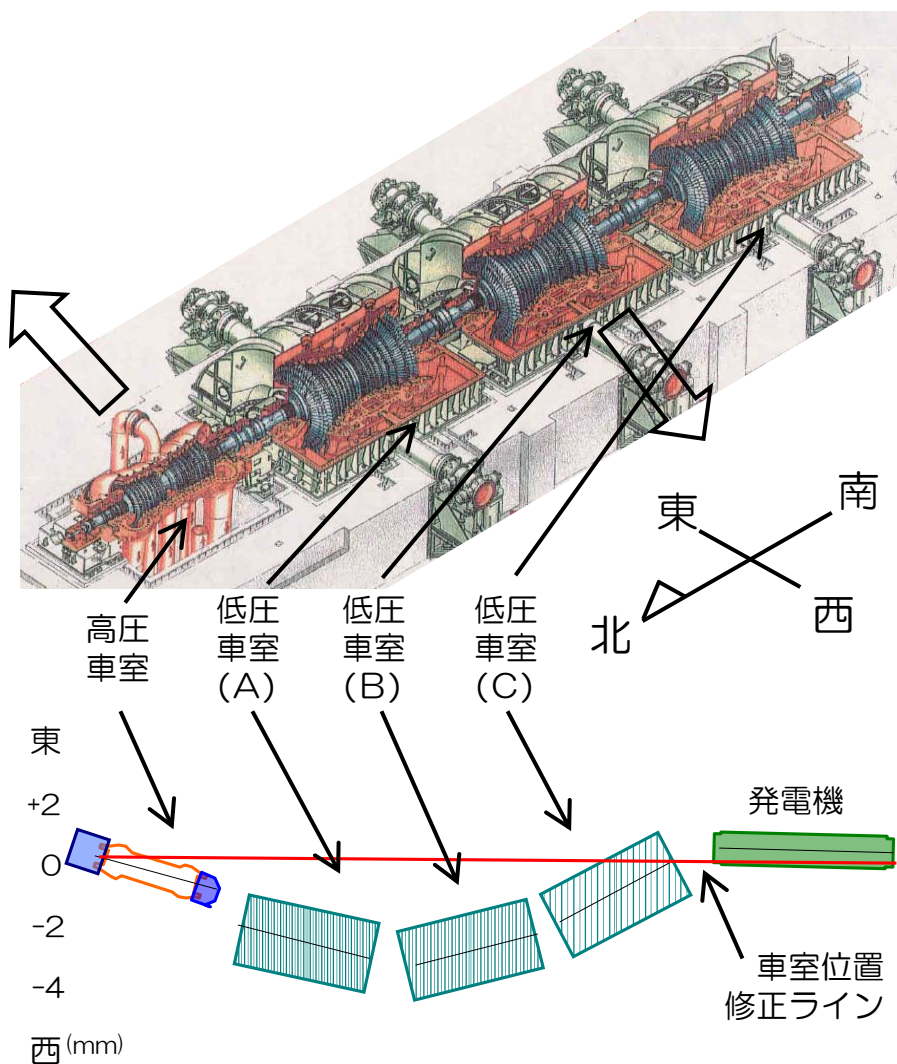 南
東
西
北
高圧
車室
低圧
車室
(A)
低圧
車室
(B)
低圧
車室
(C)
東
+2
0
-2
-4
西 (mm)
発電機
車室位置
修正ライン